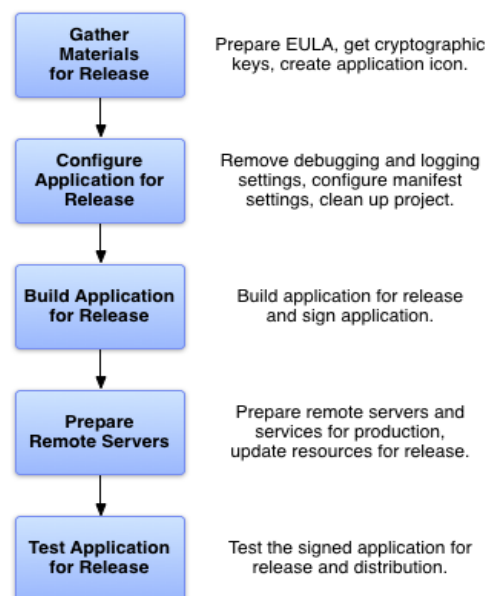 Gather
Materials
for Release
Prepare EULA, get cryptographic
keys, create application icon.
Configure
Application for
Release
Remove debugging and logging
settings, configure manifest
settings, clean up project.
Build Application
for Release
Build application for release
and sign application.
Prepare
Remote Servers
Prepare remote servers and
services for production,
update resources for release.
Test Application
for Release
Test the signed application for
release and distribution.